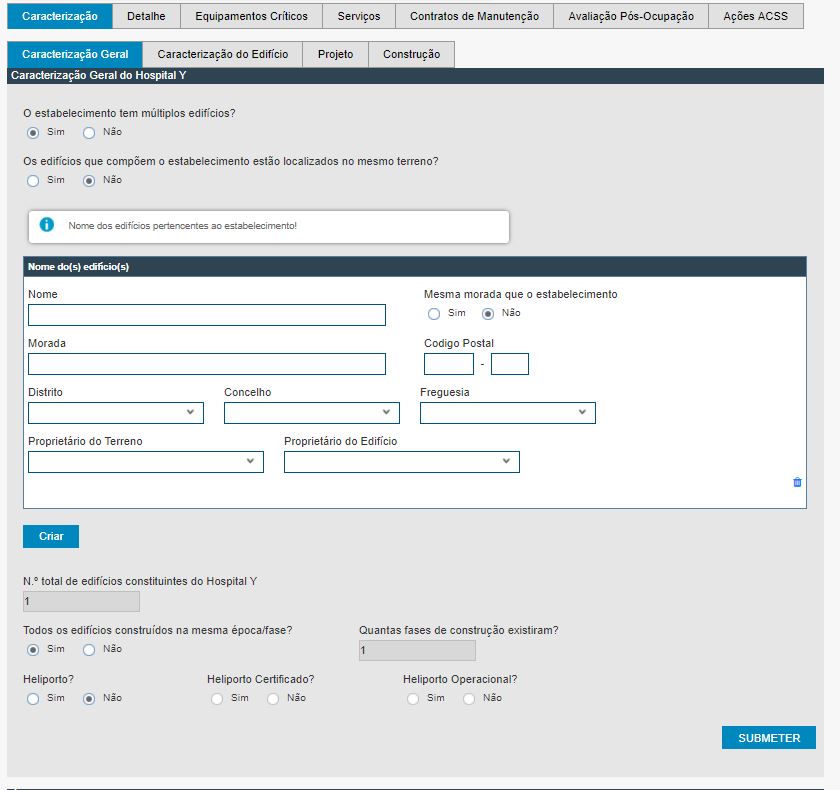 Caracterização Detalhe Equipamentos Críticos Serviços Contratos de Manutenção Avaliação Pós-Ocupação Ações ACSS
Caracterização Geral Caracterização do Edifício Projeto Construção
Caracterização Geral do Hospital Y
O estabelecimento tem múltiplos edifícios?
Sim Não
Os edifícios que compõem o estabelecimento estão localizados no mesmo terreno?
Sim Não
Nome dos edifícios pertencentes ao estabelecimento!
Nome do(s) edifício(s)
Nome Mesma morada que o estabelecimento
Sim Não
Morada Codigo Postal
-
Distrito Concelho Freguesia
Proprietário do Terreno Proprietário do Edifício
Criar
N.º total de edifícios constituintes do Hospital Y
1
Todos os edifícios construídos na mesma época/fase? Quantas fases de construção existiram?
Sim Não 1
Heliporto? Heliporto Certificado? Heliporto Operacional?
Sim Não Sim Não Sim Não
SUBMETER